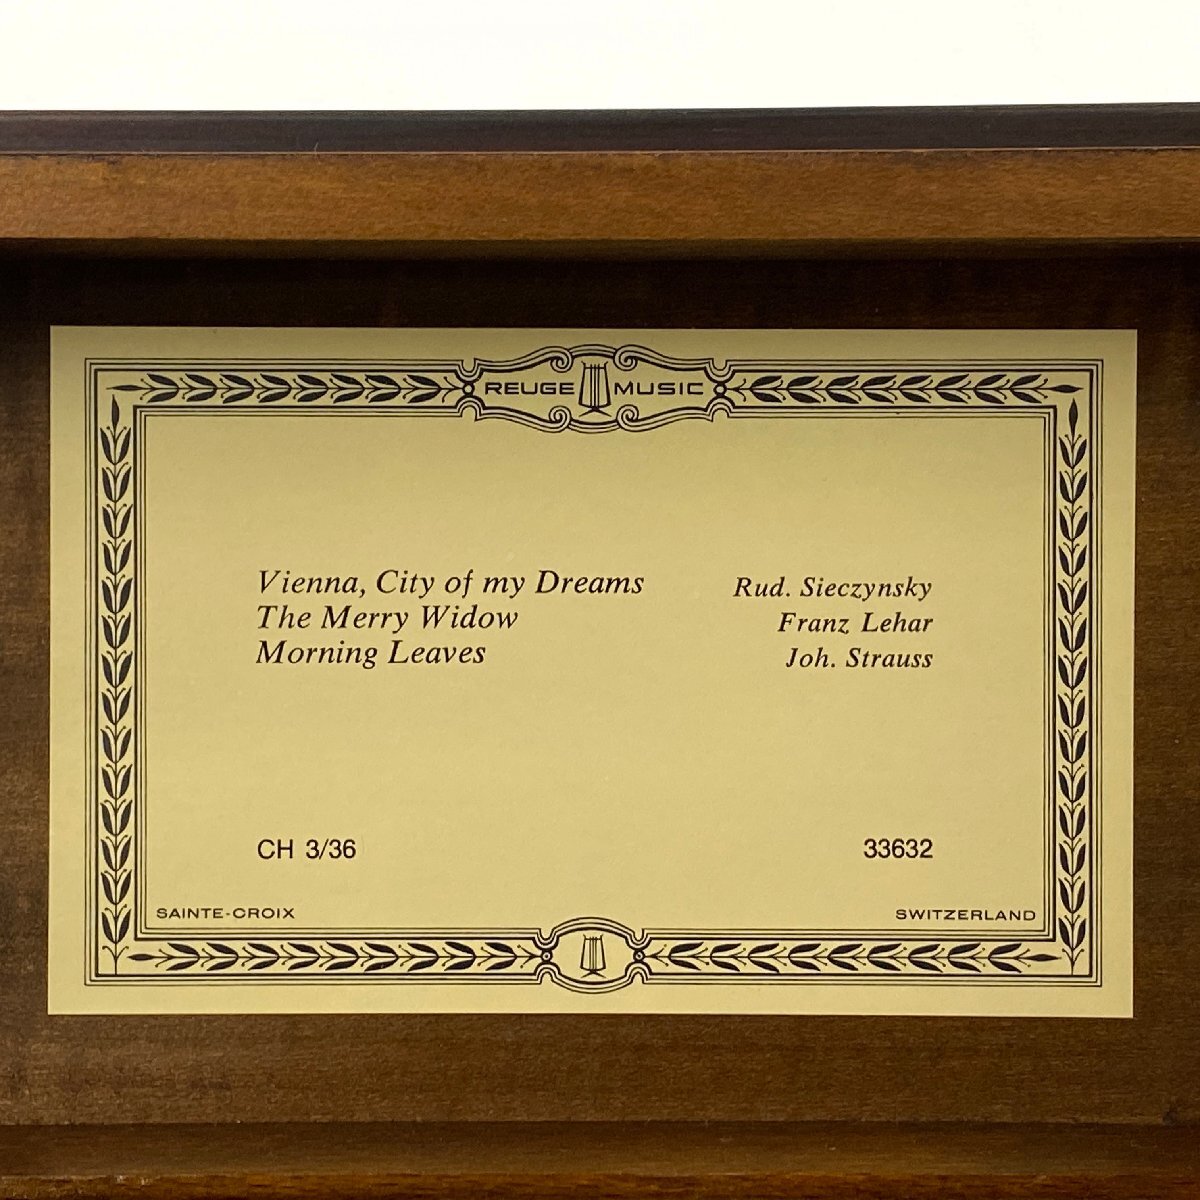 REUGE MUSIC
Vienna, City of my Dreams Rud. Sieczynsky
The Merry Widow Franz Lehar
Morning Leaves Joh. Strauss
CH 3/36 33632
SAINTE-CROIX SWITZERLAND